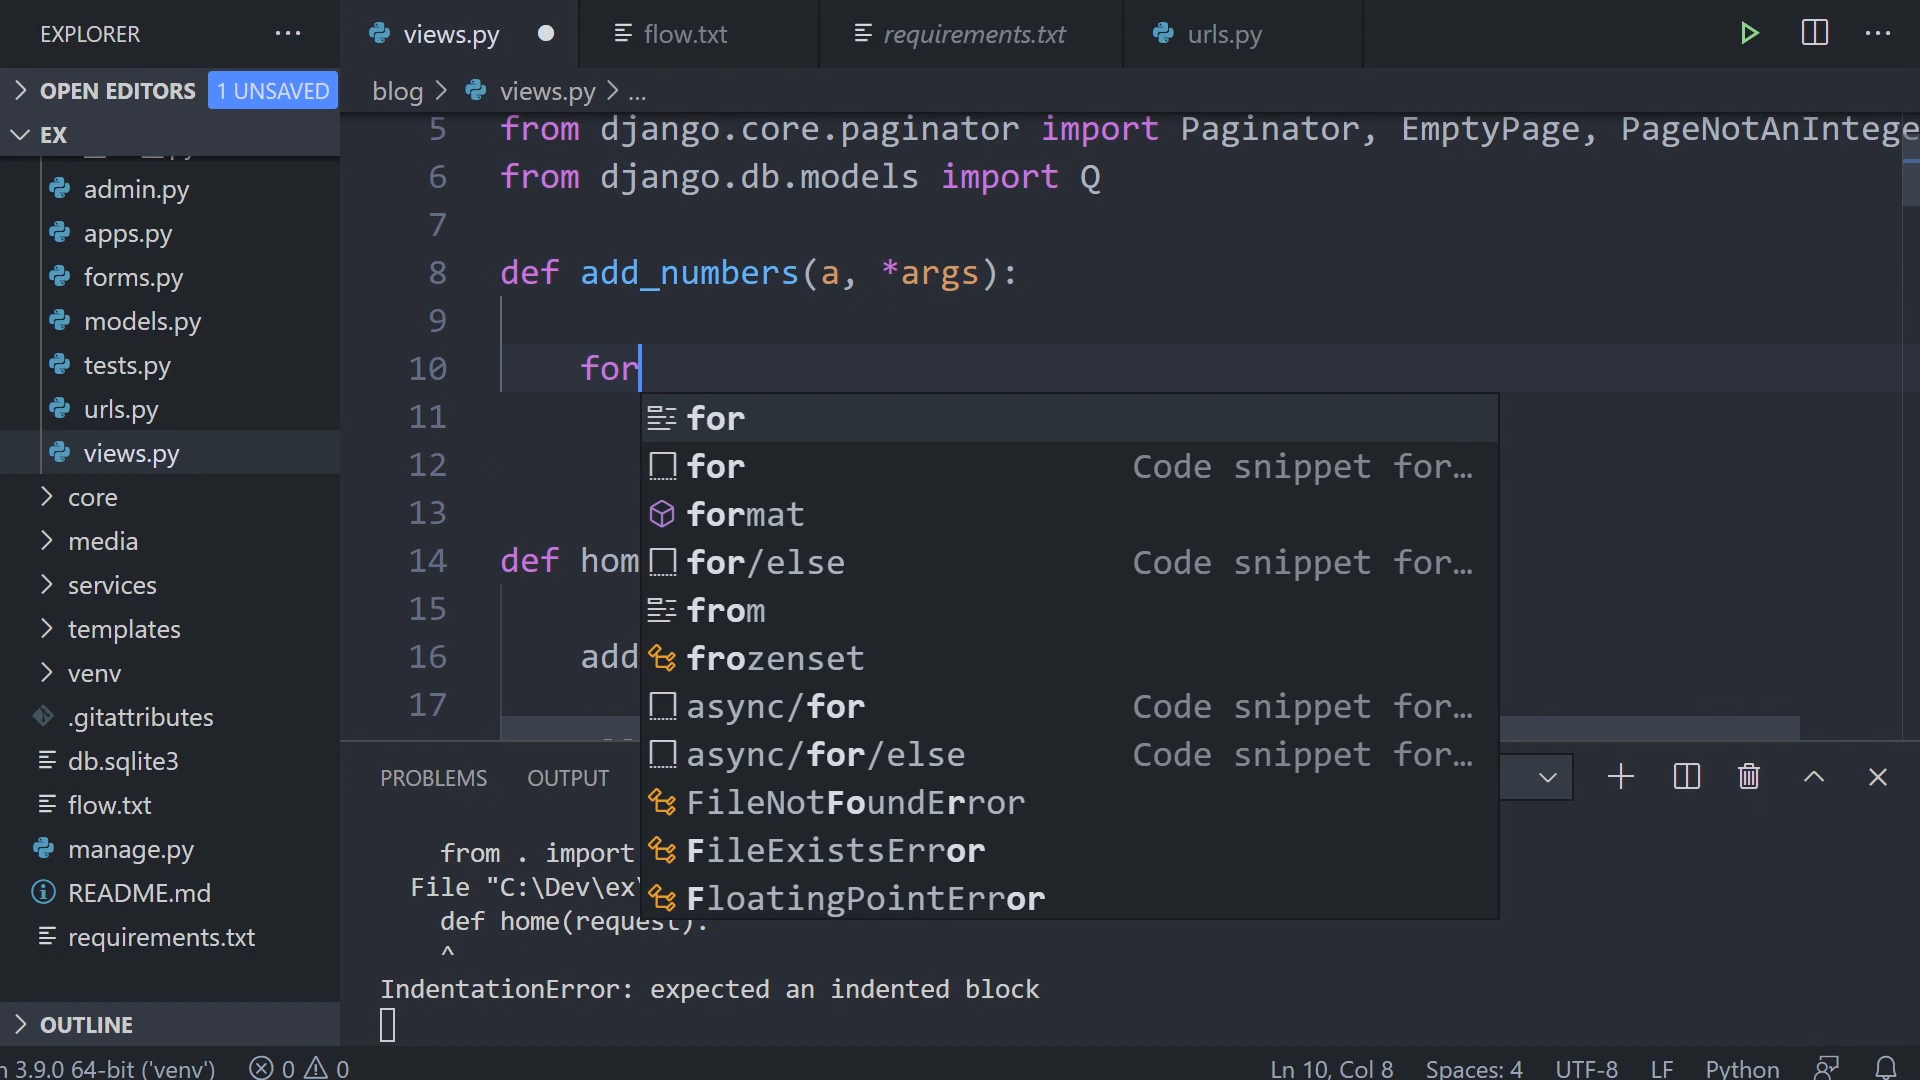 EXPLORER
OPEN EDITORS 1 UNSAVED
EX
admin.py
apps.py
forms.py
models.py
tests.py
urls.py
views.py
core
media
services
templates
venv
.gitattributes
db.sqlite3
flow.txt
manage.py
README.md
requirements.txt
OUTLINE
views.py flow.txt requirements.txt urls.py
blog > views.py > ...
5 from django.core.paginator import Paginator, EmptyPage, PageNotAnIntege
6 from django.db.models import Q
7
8 def add_numbers(a, *args):
9
10 for
11
12
13
14 def hom
15
16 add
17
for
for Code snippet for…
format
for/else Code snippet for…
from
frozenset
async/for Code snippet for…
async/for/else Code snippet for…
FileNotFoundError
FileExistsError
FloatingPointError
PROBLEMS OUTPUT
from . import
File "C:\Dev\ex\
def home(request):
^
IndentationError: expected an indented block
n 3.9.0 64-bit ('venv') 0 0 Ln 10, Col 8 Spaces: 4 UTF-8 LF Python